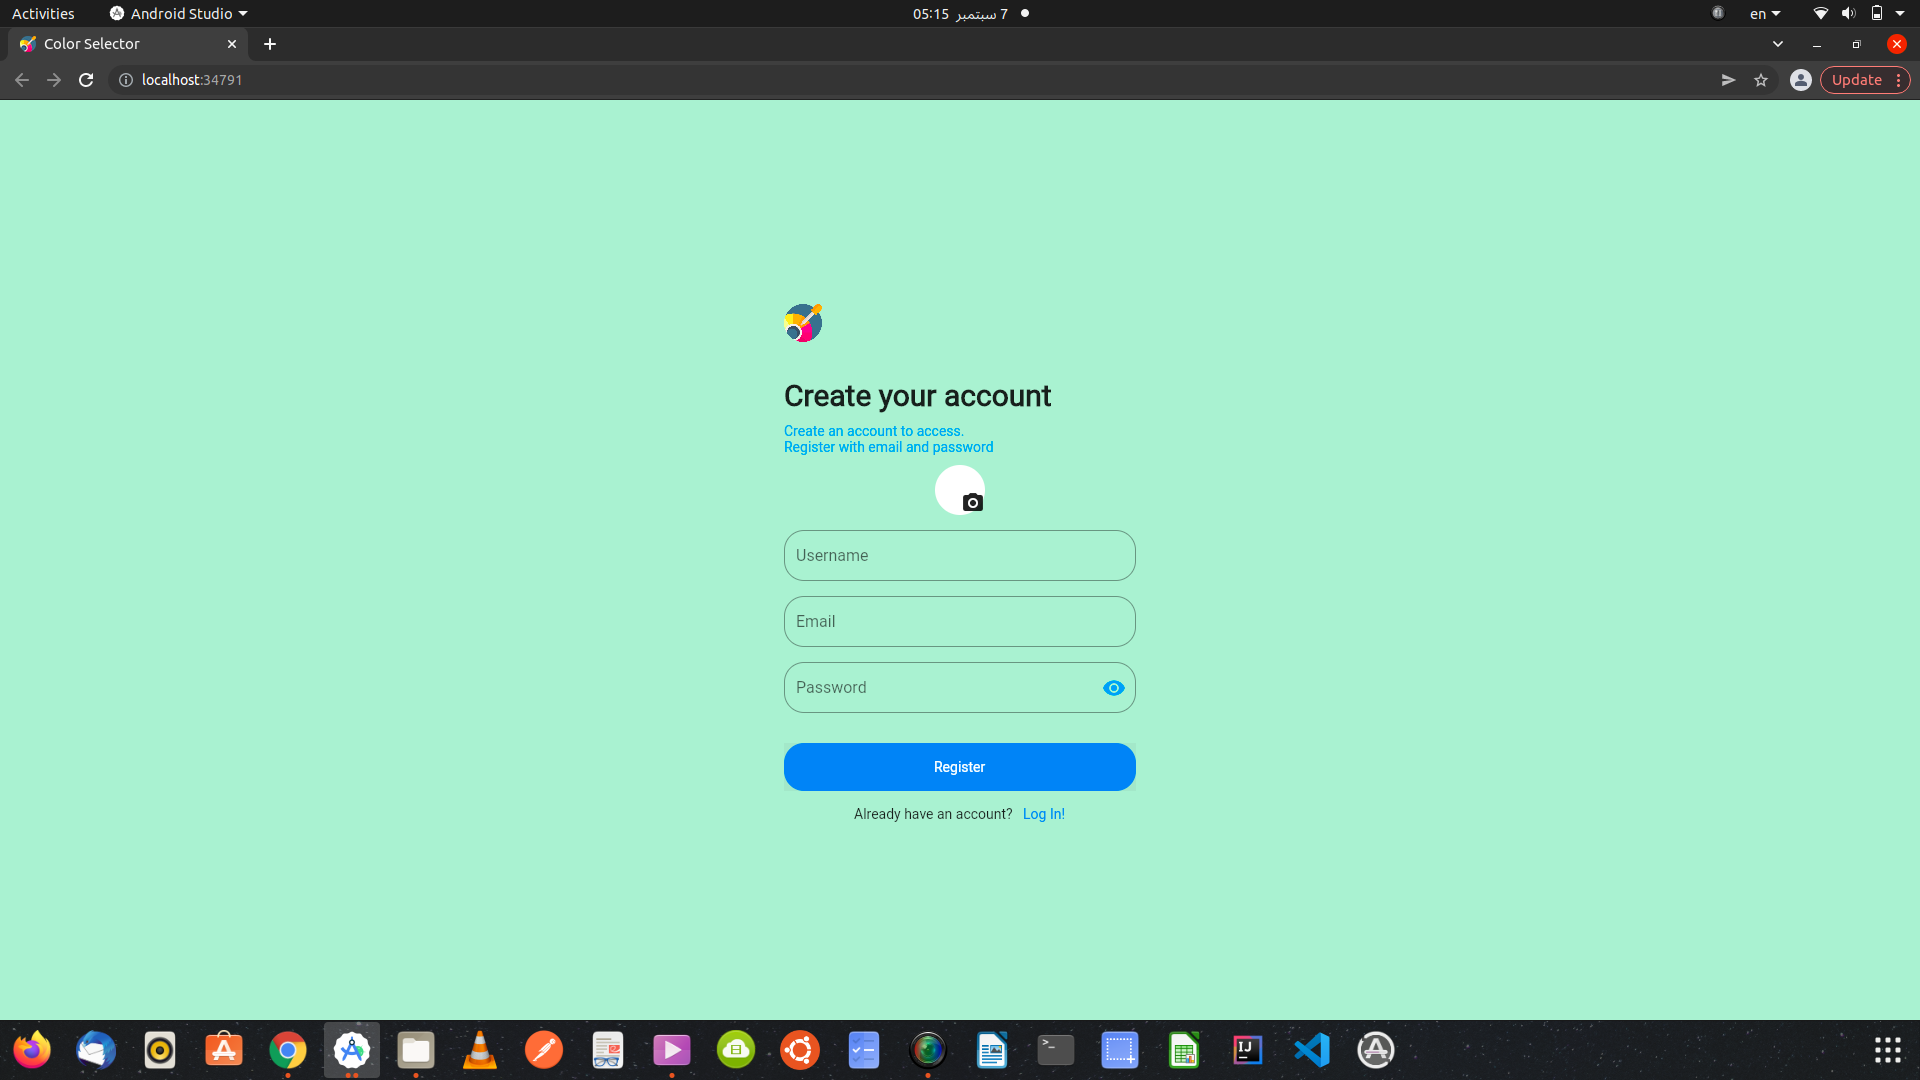 Activities
Android Studio
7 سبتمبر 05:15
en
Color Selector
localhost:34791
Update
Create your account
Create an account to access.
Register with email and password
Username
Email
Password
Register
Already have an account? Log In!